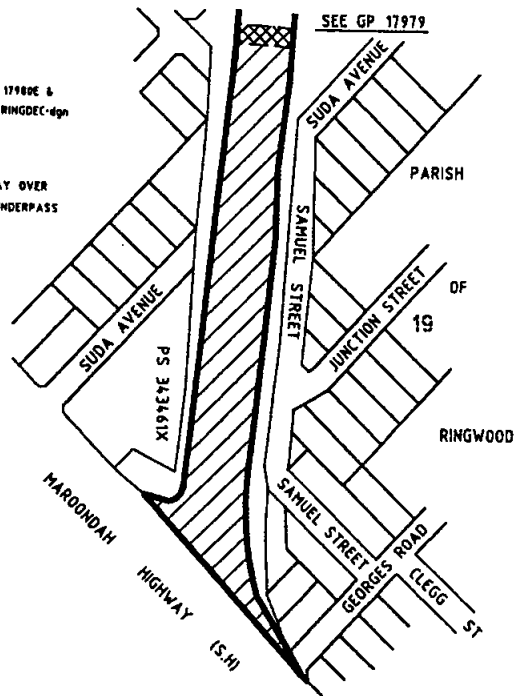 SEE GP 17979
17980E &
RINGDEC.dgn
AY OVER
NDERPASS
SUDA AVENUE
PARISH
SAMUEL STREET
JUNCTION STREET
OF
19
SUDA AVENUE
PS 343461X
RINGWOOD
MAROONDAH
HIGHWAY
(S.H)
SAMUEL STREET
GEORGES ROAD
CLEGG
ST